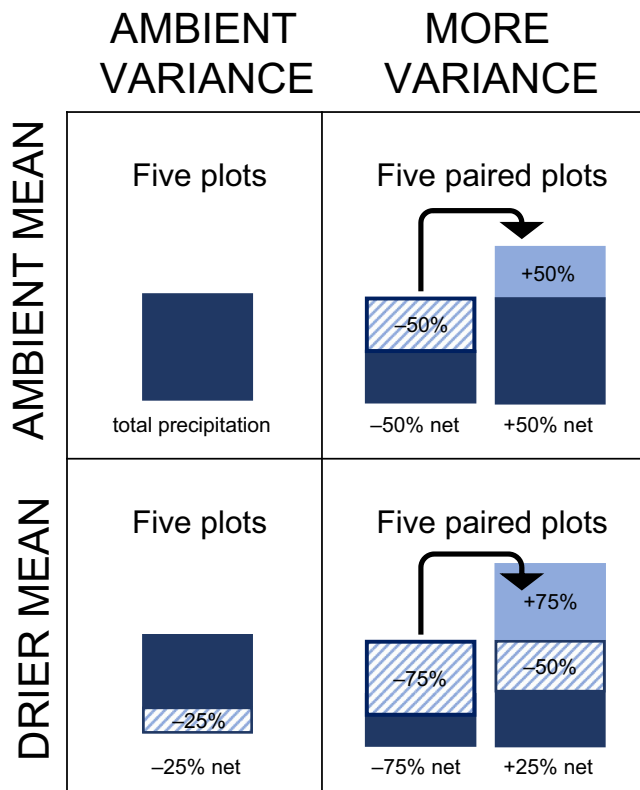 AMBIENT
VARIANCE
MORE
VARIANCE
AMBIENT MEAN
Five plots
total precipitation
Five paired plots
–50%
+50%
–50% net
+50% net
DRIER MEAN
Five plots
–25%
–25% net
Five paired plots
–75%
+75%
–50%
–75% net
+25% net